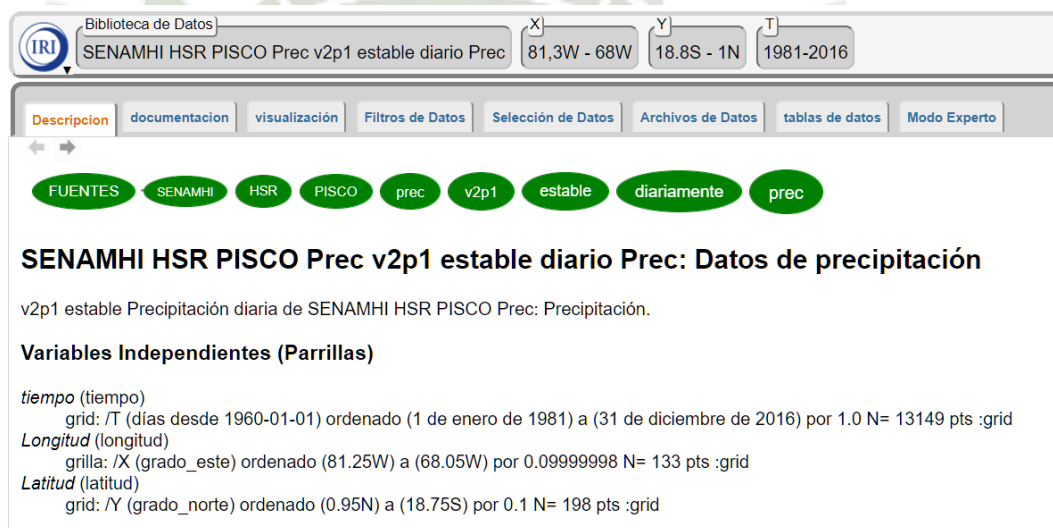 Biblioteca de Datos X Y T
IRI SENAMHI HSR PISCO Prec v2p1 estable diario Prec 81,3W - 68W 18.8S - 1N 1981-2016
Descripcion documentacion visualización Filtros de Datos Selección de Datos Archivos de Datos tablas de datos Modo Experto
FUENTES SENAMHI HSR PISCO prec v2p1 estable diariamente prec
SENAMHI HSR PISCO Prec v2p1 estable diario Prec: Datos de precipitación
v2p1 estable Precipitación diaria de SENAMHI HSR PISCO Prec: Precipitación.
Variables Independientes (Parrillas)
tiempo (tiempo)
grid: /T (días desde 1960-01-01) ordenado (1 de enero de 1981) a (31 de diciembre de 2016) por 1.0 N= 13149 pts :grid
Longitud (longitud)
grilla: /X (grado_este) ordenado (81.25W) a (68.05W) por 0.09999998 N= 133 pts :grid
Latitud (latitud)
grid: /Y (grado_norte) ordenado (0.95N) a (18.75S) por 0.1 N= 198 pts :grid